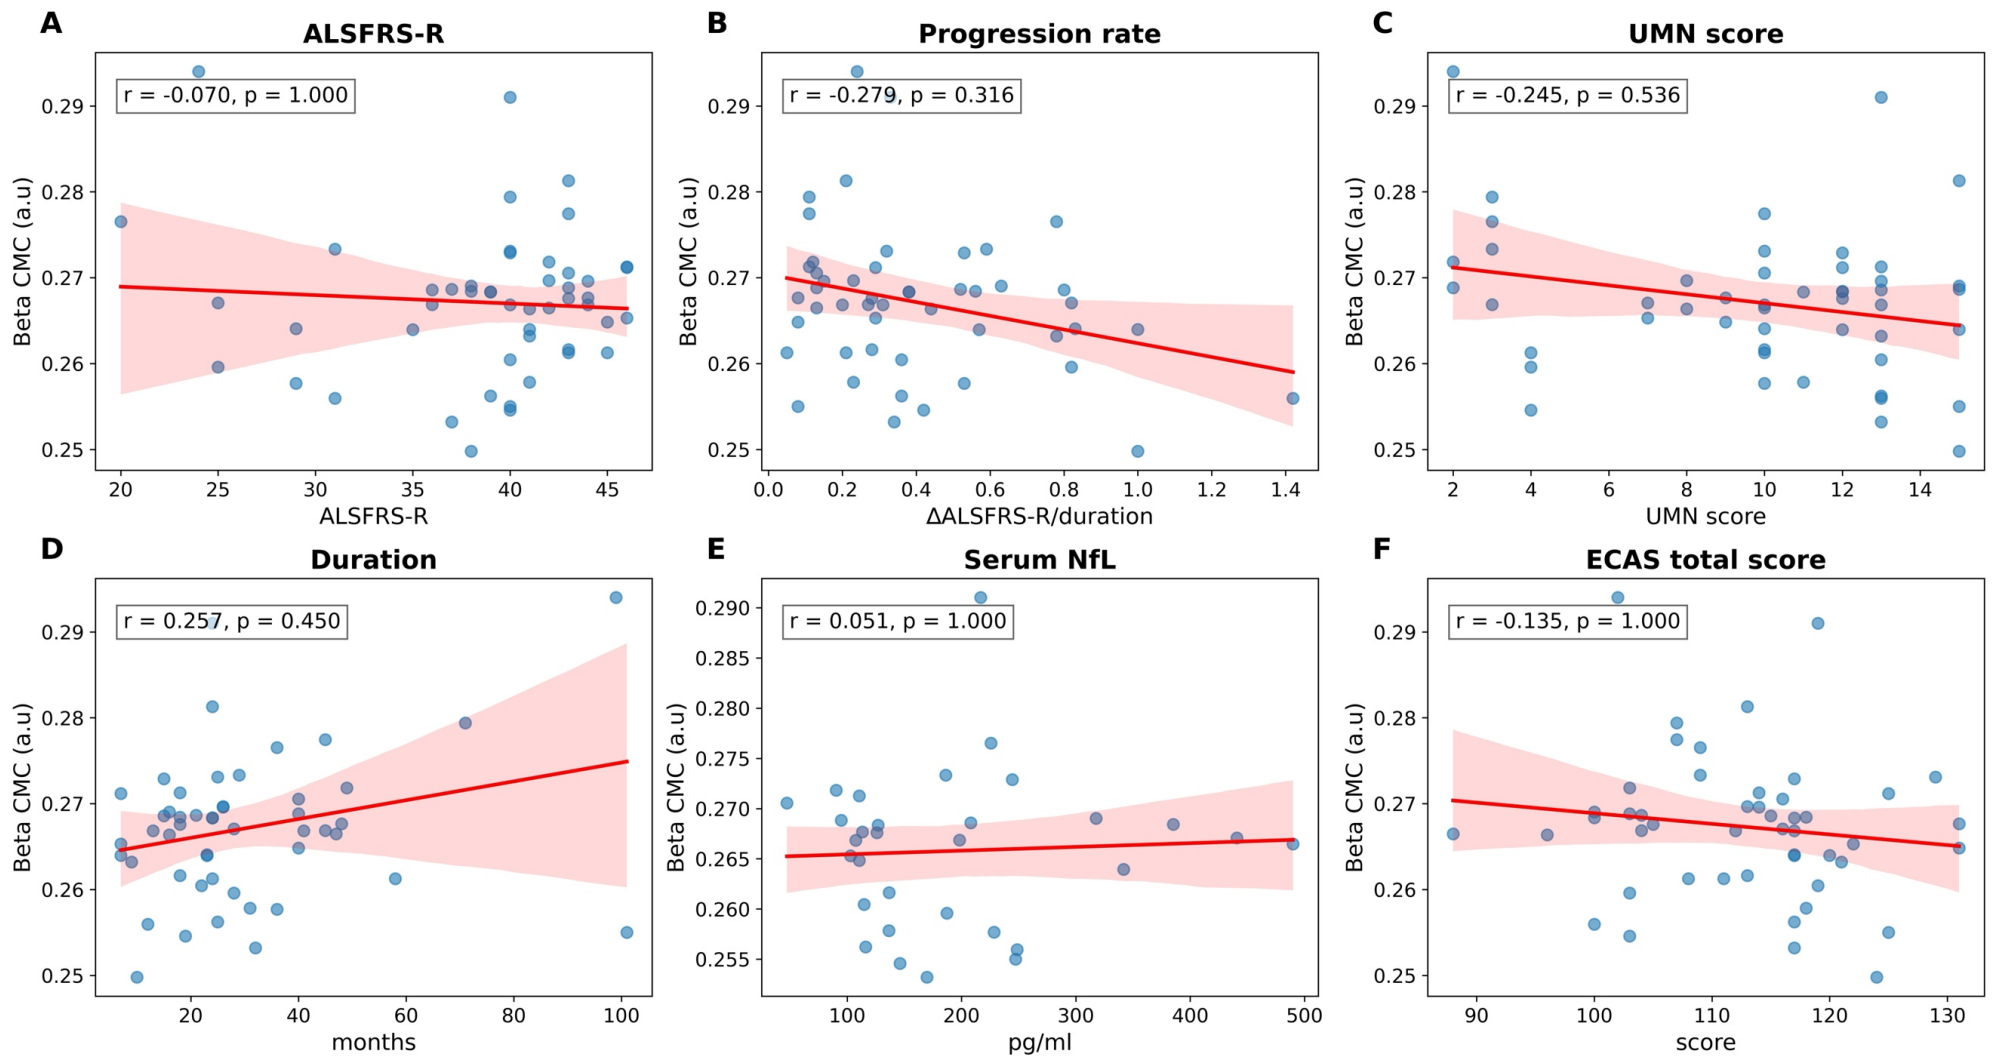 A
ALSFRS-R
r = -0.070, p = 1.000
Beta CMC (a.u)
0.29
0.28
0.27
0.26
0.25
20 25 30 35 40 45
ALSFRS-R
B
Progression rate
r = -0.279, p = 0.316
Beta CMC (a.u)
0.29
0.28
0.27
0.26
0.25
0.0 0.2 0.4 0.6 0.8 1.0 1.2 1.4
ΔALSFRS-R/duration
C
UMN score
r = -0.245, p = 0.536
Beta CMC (a.u)
0.29
0.28
0.27
0.26
0.25
2 4 6 8 10 12 14
UMN score
D
Duration
r = 0.257, p = 0.450
Beta CMC (a.u)
0.29
0.28
0.27
0.26
0.25
20 40 60 80 100
months
E
Serum NfL
r = 0.051, p = 1.000
Beta CMC (a.u)
0.290
0.285
0.280
0.275
0.270
0.265
0.260
0.255
100 200 300 400 500
pg/ml
F
ECAS total score
r = -0.135, p = 1.000
Beta CMC (a.u)
0.29
0.28
0.27
0.26
0.25
90 100 110 120 130
score